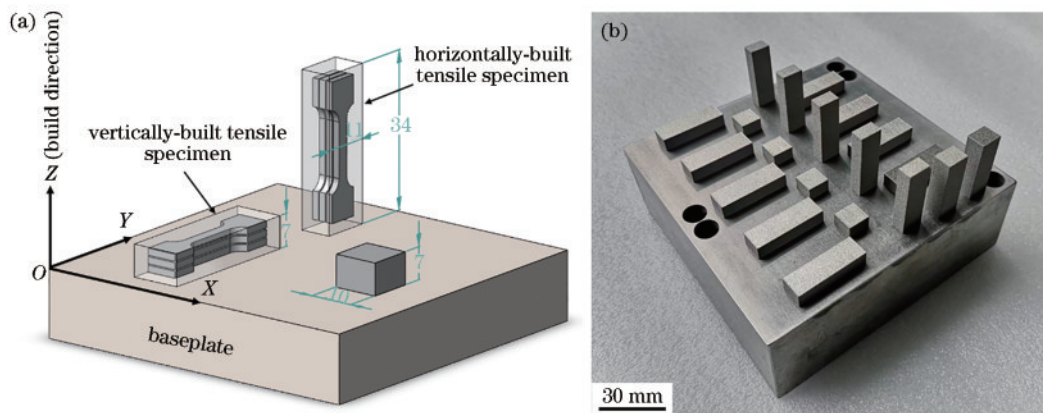 (a)
horizontally-built
tensile specimen
vertically-built tensile
specimen
Z (build direction)
11
34
Y
7
O
X
7
10
baseplate
(b)
30 mm